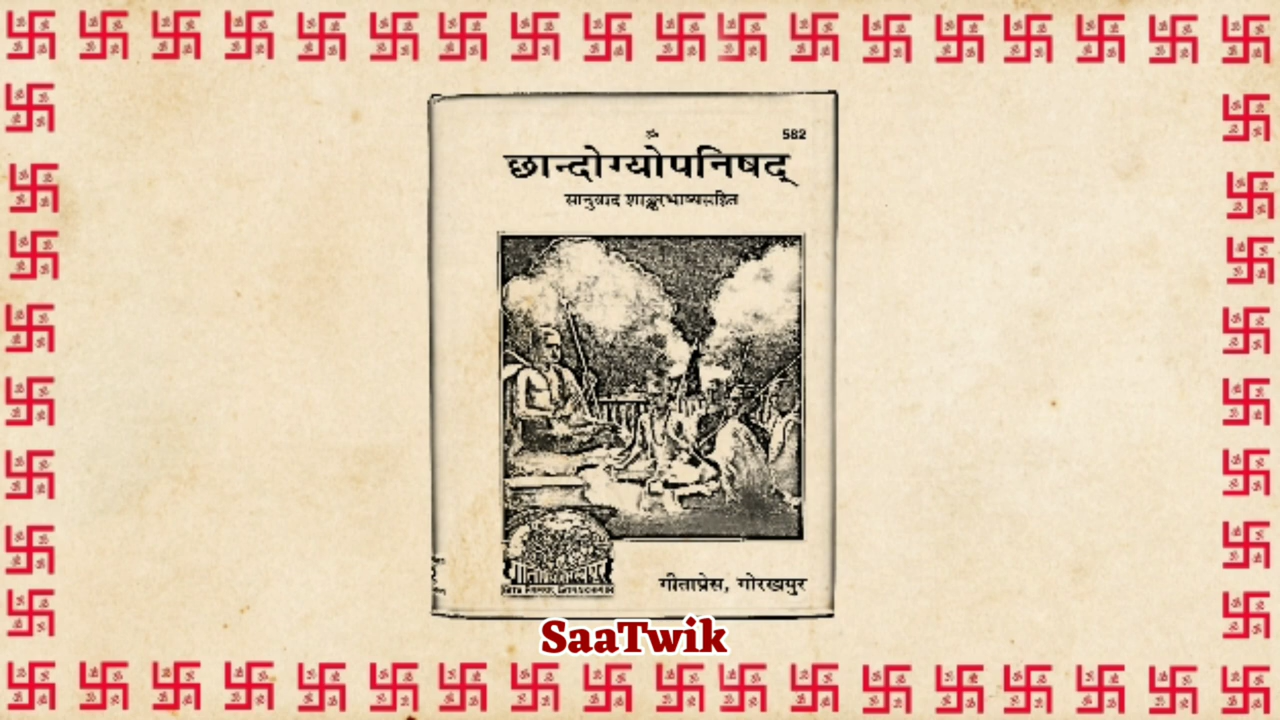 ॐ
582
छान्दोग्योपनिषद्
सानुवाद शाङ्करभाष्यसहित
गीताप्रेस, गोरखपुर
SaaTwik